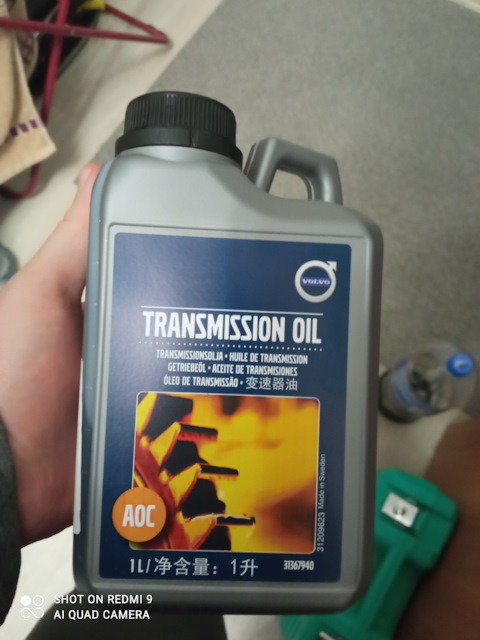 VOLVO
TRANSMISSION OIL
TRANSMISSIONSOLJA • HUILE DE TRANSMISSION
GETRIEBEÖL • ACEITE DE TRANSMISIONES
ÓLEO DE TRANSMISSÃO • 变速器油
AOC
31209623 Made in Sweden
1L/净含量：1升
31367940
SHOT ON REDMI 9
AI QUAD CAMERA